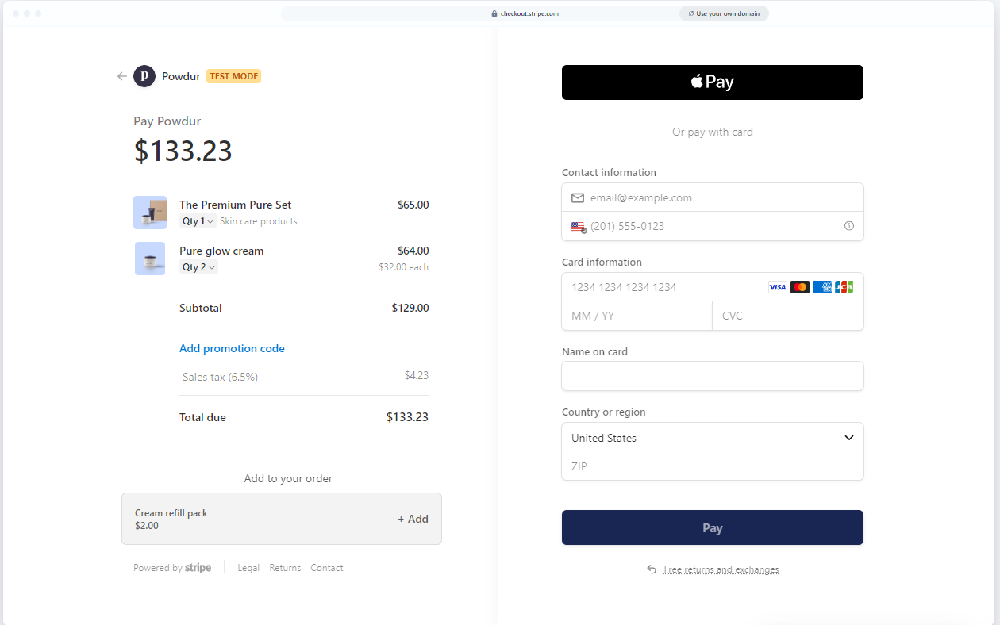 checkout.stripe.com
Use your own domain
P Powdur TEST MODE
Pay Powdur
$133.23
The Premium Pure Set $65.00
Qty 1 Skin care products
Pure glow cream $64.00
Qty 2 $32.00 each
Subtotal $129.00
Add promotion code
Sales tax (6.5%) $4.23
Total due $133.23
Add to your order
Cream refill pack
$2.00
+ Add
Powered by stripe Legal Returns Contact
Pay
Or pay with card
Contact information
email@example.com
(201) 555-0123
Card information
1234 1234 1234 1234 VISA AMEX JCB
MM / YY CVC
Name on card
Country or region
United States
ZIP
Pay
Free returns and exchanges